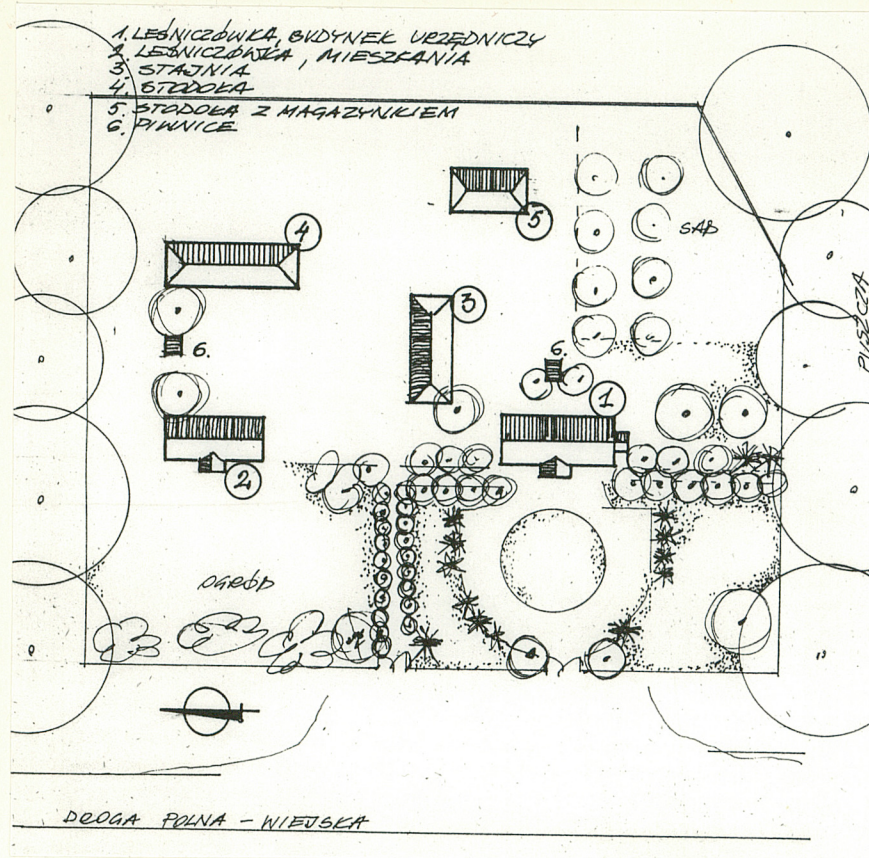 1. LEŚNICZÓWKA, BUDYNEK URZĘDNICZY
2. LEŚNICZÓWKA, MIESZKANIA
3. STAJNIA
4 STODOŁA
5. STODOŁA Z MAGAZYNKIEM
6. PIWNICE
5
4
SAD
3
PUSZCZA
6.
6.
1
2
OGRÓD
DROGA POLNA - WIEJSKA